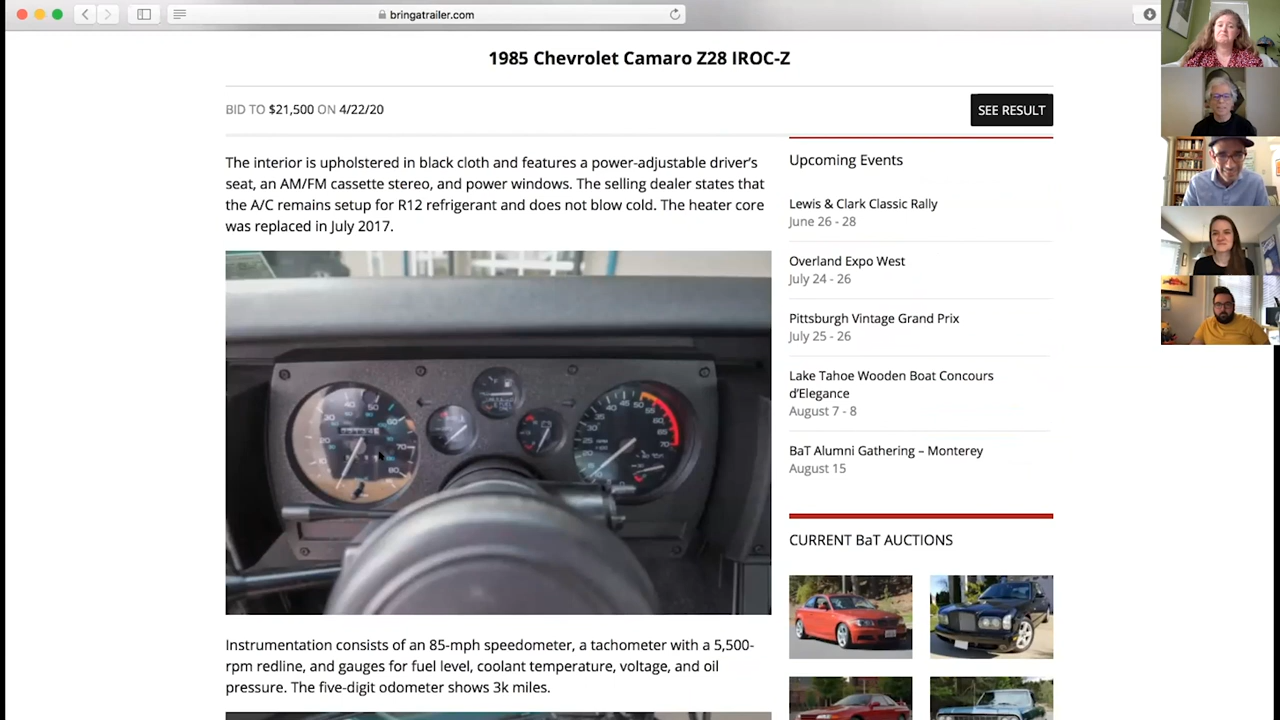 bringatrailer.com
1985 Chevrolet Camaro Z28 IROC-Z
BID TO $21,500 ON 4/22/20
SEE RESULT
The interior is upholstered in black cloth and features a power-adjustable driver's
seat, an AM/FM cassette stereo, and power windows. The selling dealer states that
the A/C remains setup for R12 refrigerant and does not blow cold. The heater core
was replaced in July 2017.
40
50
20
70
10
80
Instrumentation consists of an 85-mph speedometer, a tachometer with a 5,500-
rpm redline, and gauges for fuel level, coolant temperature, voltage, and oil
pressure. The five-digit odometer shows 3k miles.
Upcoming Events
Lewis & Clark Classic Rally
June 26 - 28
Overland Expo West
July 24 - 26
Pittsburgh Vintage Grand Prix
July 25 - 26
Lake Tahoe Wooden Boat Concours
d'Elegance
August 7 - 8
BaT Alumni Gathering – Monterey
August 15
CURRENT BaT AUCTIONS